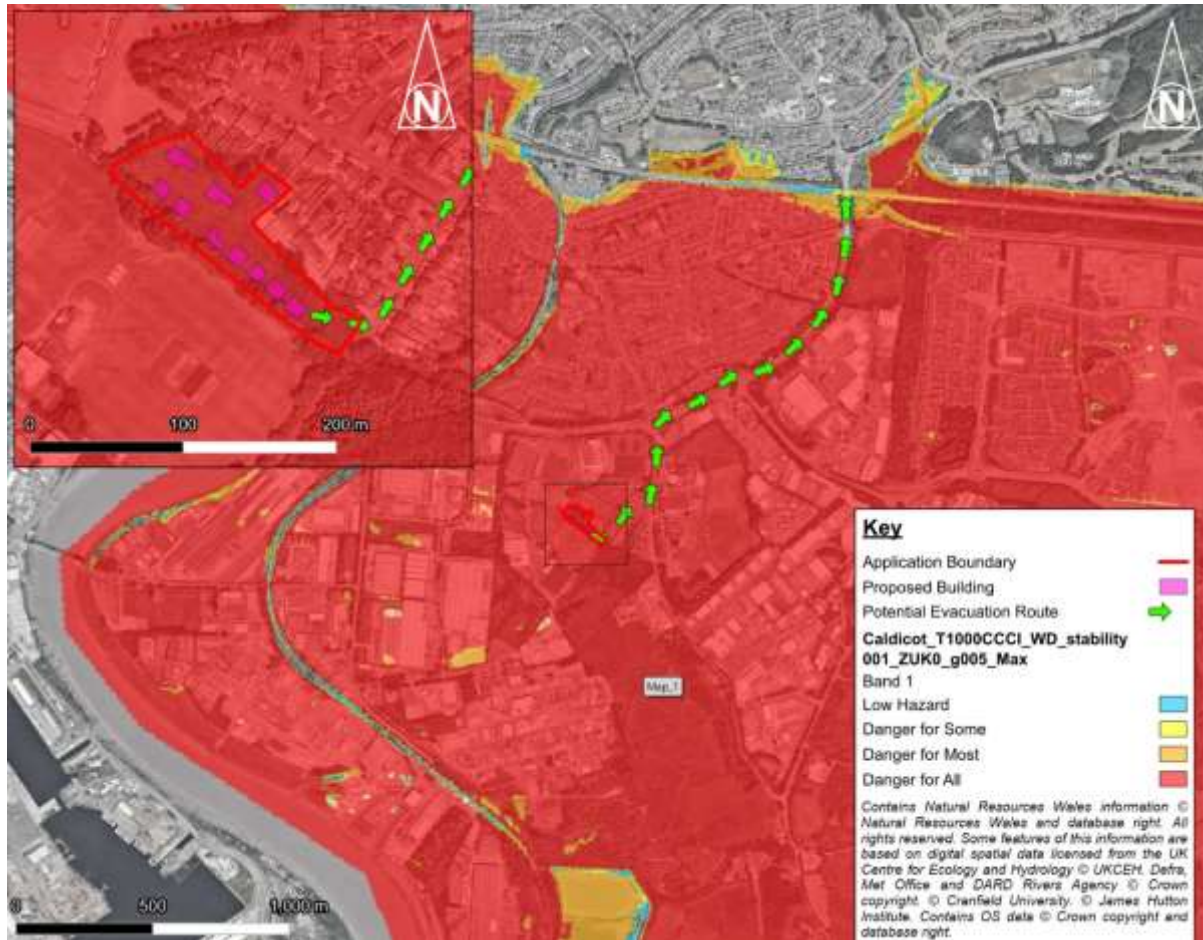 N
N
0 100 200 m
Map_1
0 500 1,000 m
Key
Application Boundary
Proposed Building
Potential Evacuation Route
Caldicot_T1000CCCI_WD_stability
001_ZUK0_g005_Max
Band 1
Low Hazard
Danger for Some
Danger for Most
Danger for All
Contains Natural Resources Wales information ©
Natural Resources Wales and database right. All
rights reserved. Some features of this information are
based on digital spatial data licensed from the UK
Centre for Ecology and Hydrology © UKCEH. Defra,
Met Office and DARD Rivers Agency © Crown
copyright. © Cranfield University. © James Hutton
Institute. Contains OS data © Crown copyright and
database right.